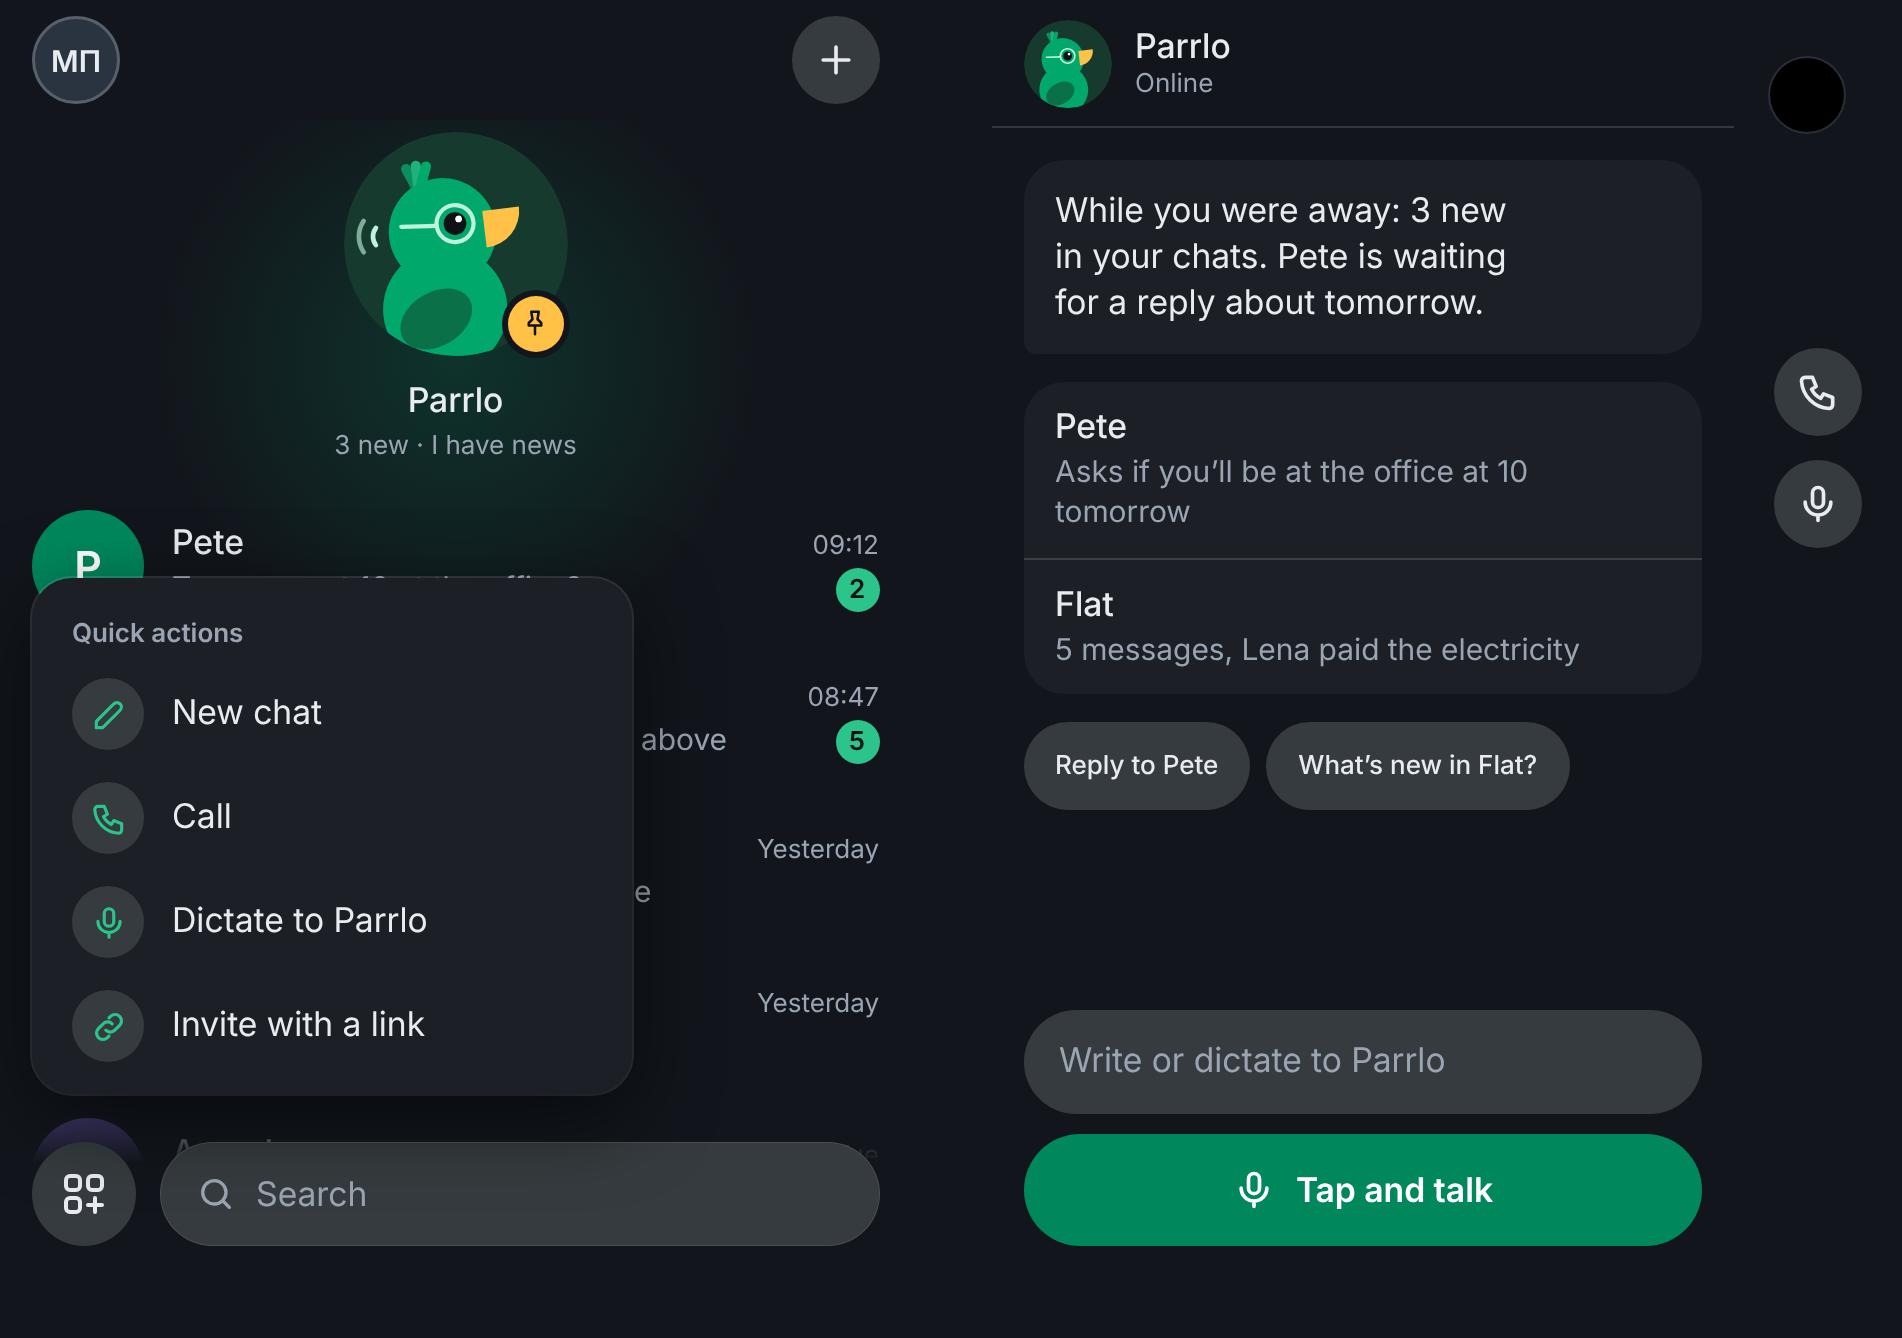 МП
Parrlo
3 new · I have news
Pete
09:12
2
08:47
above
5
Yesterday
Yesterday
Quick actions
New chat
Call
Dictate to Parrlo
Invite with a link
Search
Parrlo
Online
While you were away: 3 new
in your chats. Pete is waiting
for a reply about tomorrow.
Pete
Asks if you’ll be at the office at 10
tomorrow
Flat
5 messages, Lena paid the electricity
Reply to Pete
What’s new in Flat?
Write or dictate to Parrlo
Tap and talk